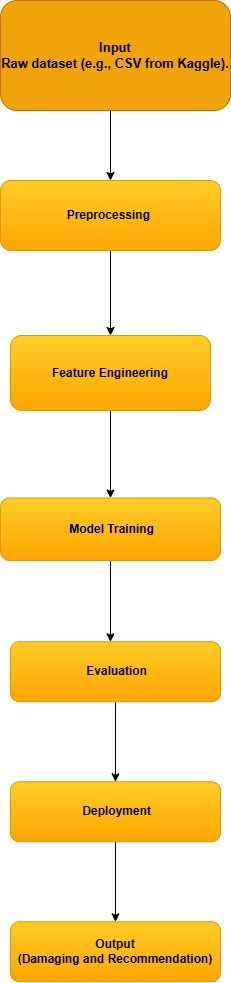 Input
Raw dataset (e.g., CSV from Kaggle).
Preprocessing
Feature Engineering
Model Training
Evaluation
Deployment
Output
(Damaging and Recommendation)